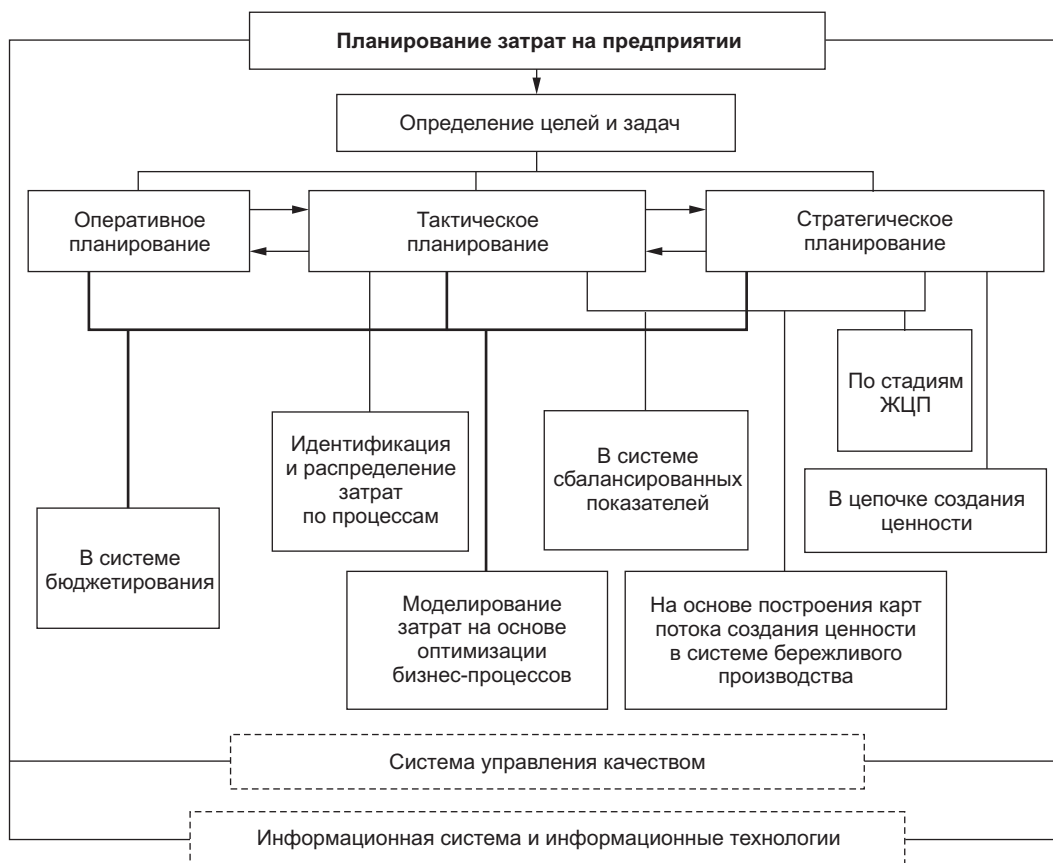 Планирование затрат на предприятии
Определение целей и задач
Оперативное
планирование
Тактическое
планирование
Стратегическое
планирование
По стадиям
ЖЦП
Идентификация
и распределение
затрат
по процессам
В системе
сбалансированных
показателей
В цепочке создания
ценности
В системе
бюджетирования
Моделирование
затрат на основе
оптимизации
бизнес-процессов
На основе построения карт
потока создания ценности
в системе бережливого
производства
Система управления качеством
Информационная система и информационные технологии